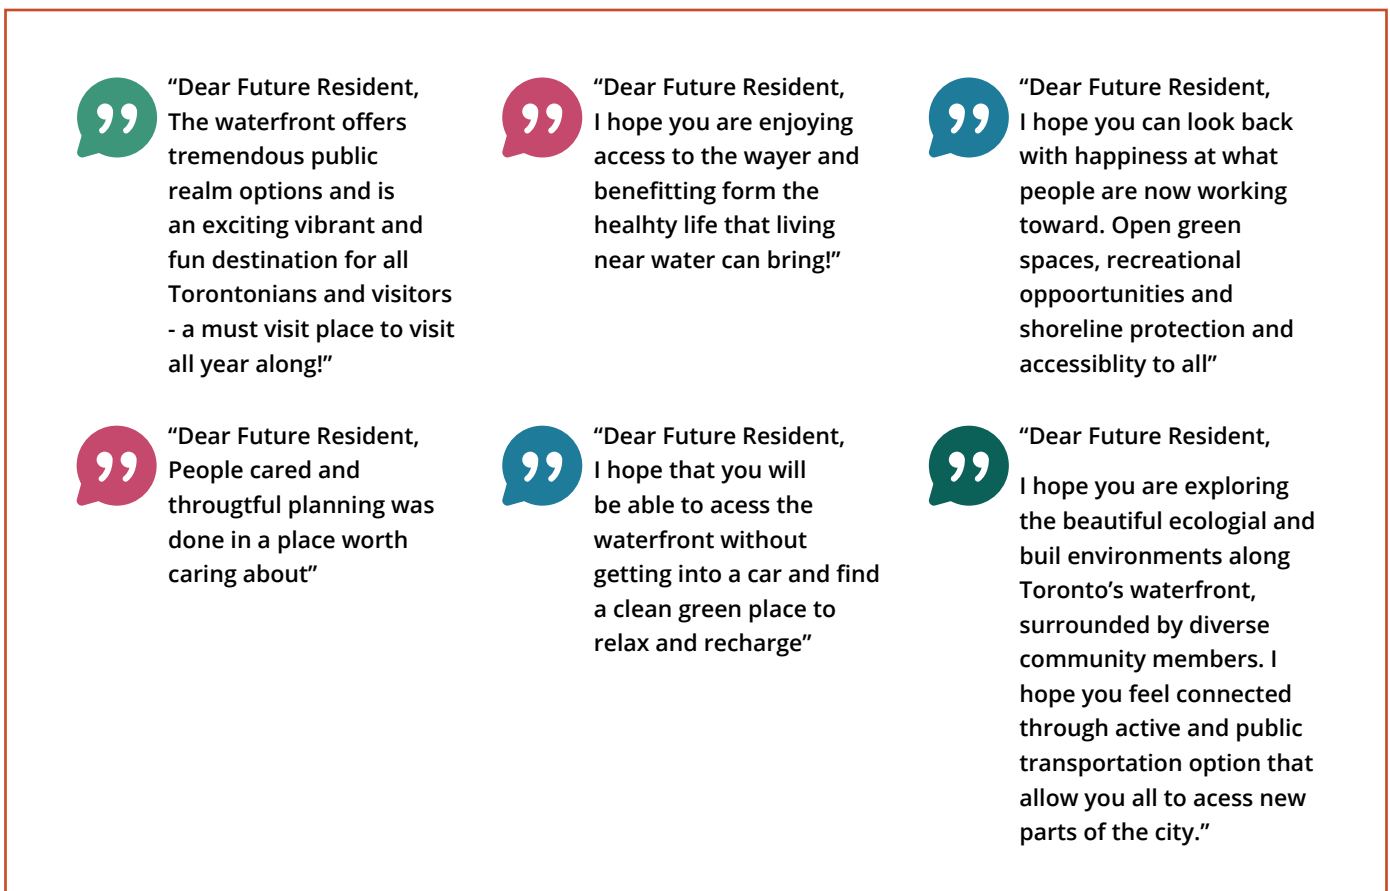 “Dear Future Resident,
The waterfront offers
tremendous public
realm options and is
an exciting vibrant and
fun destination for all
Torontonians and visitors
- a must visit place to visit
all year along!”
“Dear Future Resident,
I hope you are enjoying
access to the wayer and
benefitting form the
healhty life that living
near water can bring!”
“Dear Future Resident,
I hope you can look back
with happiness at what
people are now working
toward. Open green
spaces, recreational
oppoortunities and
shoreline protection and
accessiblity to all”
“Dear Future Resident,
People cared and
througtful planning was
done in a place worth
caring about”
“Dear Future Resident,
I hope that you will
be able to acess the
waterfront without
getting into a car and find
a clean green place to
relax and recharge”
“Dear Future Resident,
I hope you are exploring
the beautiful ecologial and
buil environments along
Toronto’s waterfront,
surrounded by diverse
community members. I
hope you feel connected
through active and public
transportation option that
allow you all to acess new
parts of the city.”